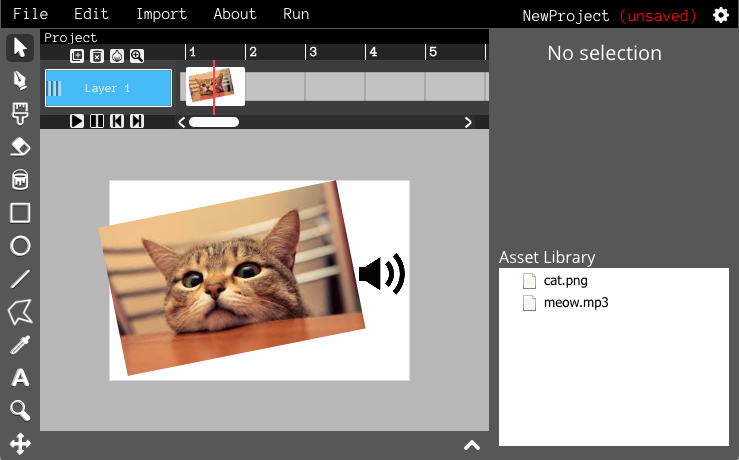 File Edit Import About Run NewProject (unsaved)
Project
1 2 3 4 5
Layer 1
No selection
Asset Library
cat.png
meow.mp3
A